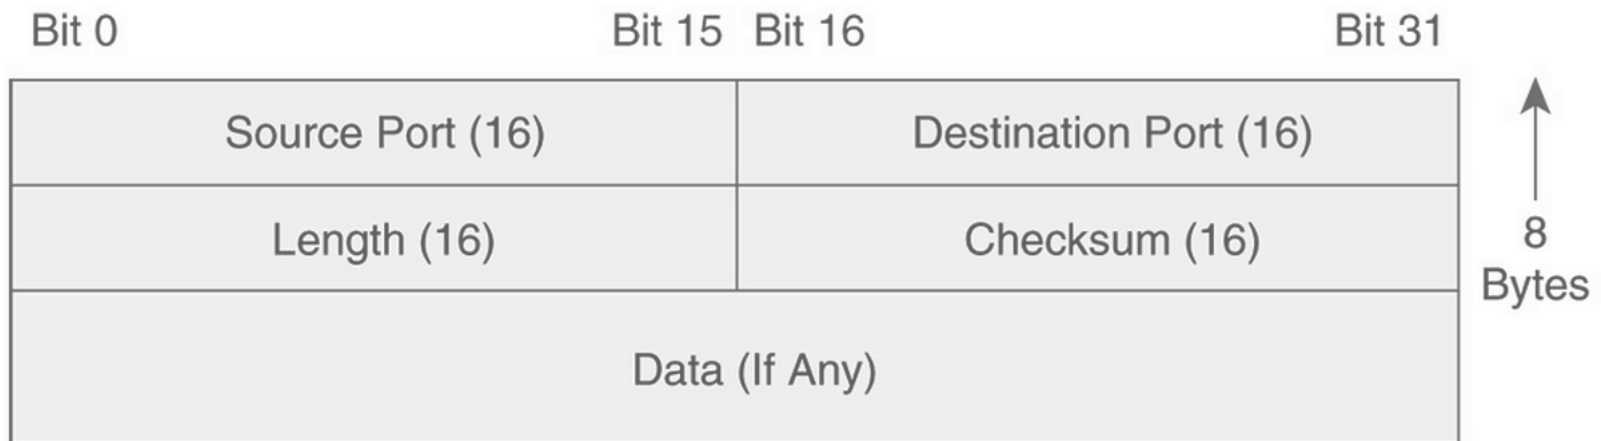 Bit 0 Bit 15 Bit 16 Bit 31
Source Port (16) Destination Port (16)
Length (16) Checksum (16)
8
Bytes
Data (If Any)